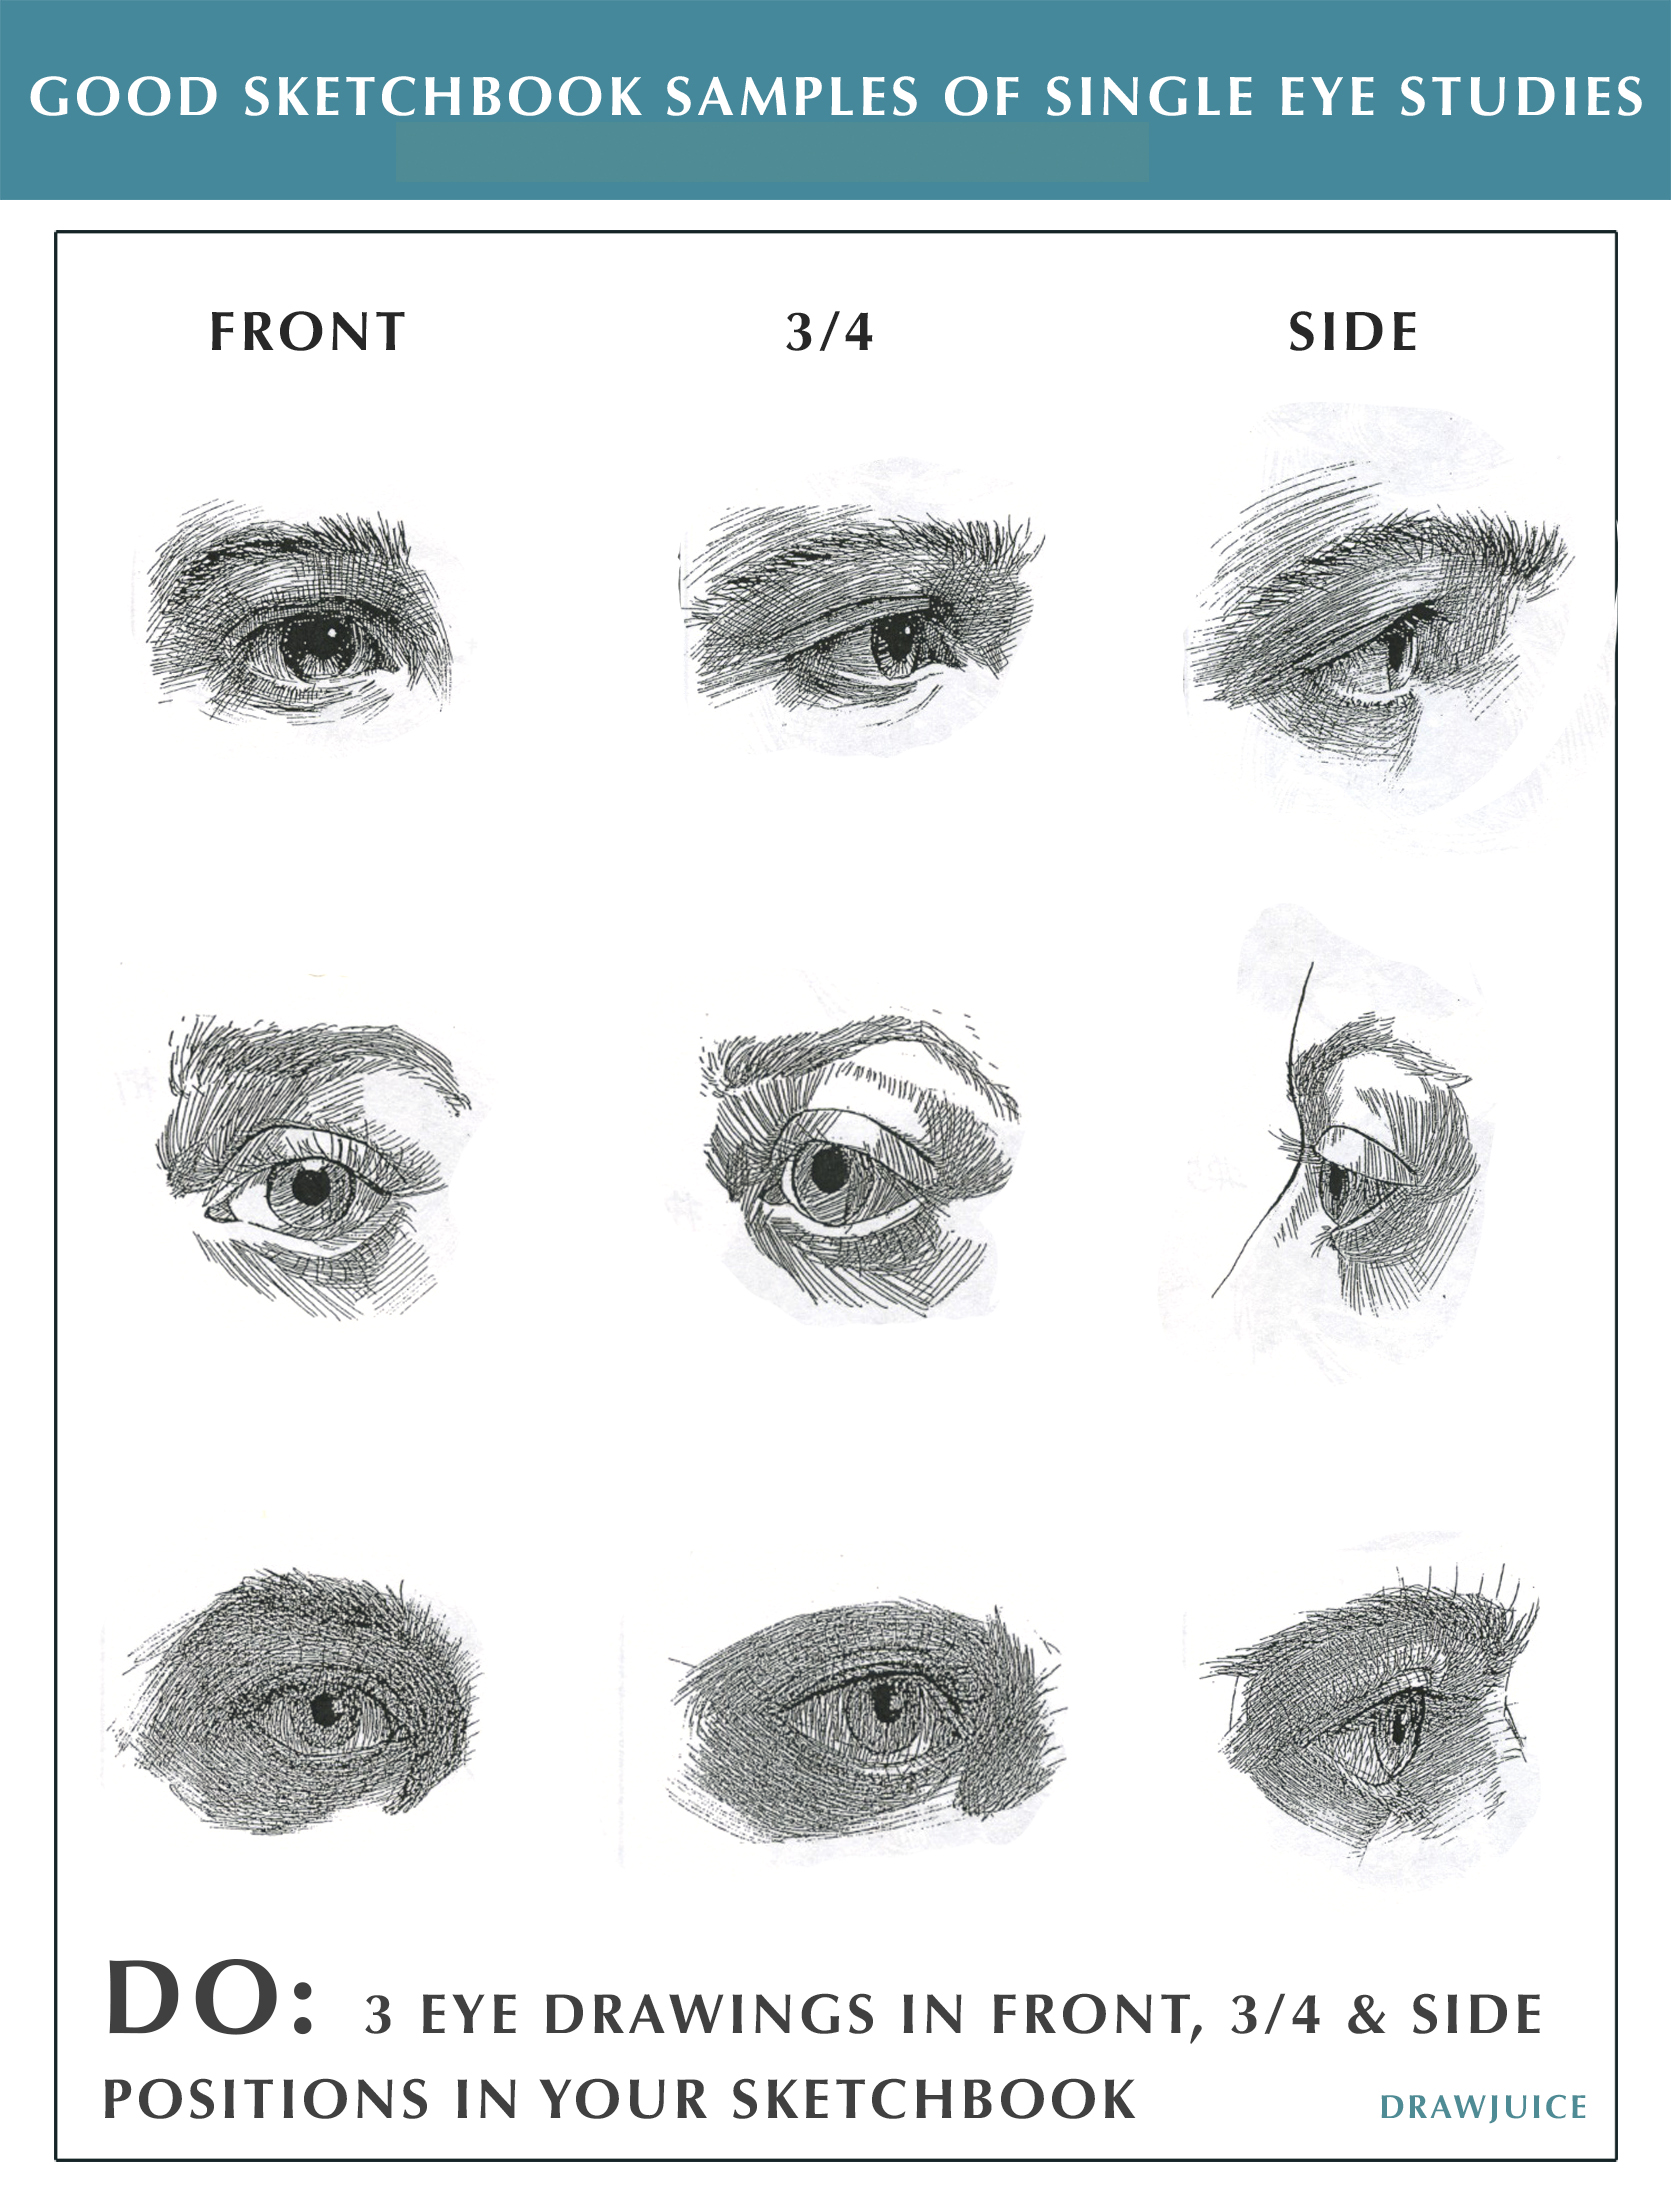 GOOD SKETCHBOOK SAMPLES OF SINGLE EYE STUDIES
FRONT
3/4
SIDE
DO: 3 EYE DRAWINGS IN FRONT, 3/4 & SIDE
POSITIONS IN YOUR SKETCHBOOK
DRAWJUICE